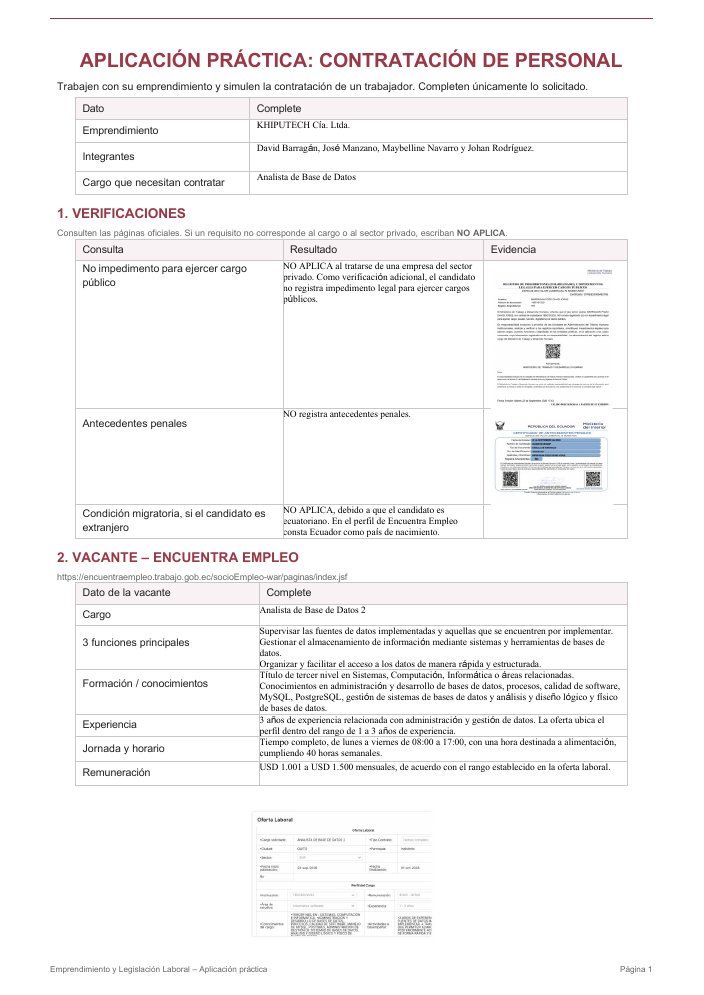 APLICACIÓN PRÁCTICA: CONTRATACIÓN DE PERSONAL
Trabajen con su emprendimiento y simulen la contratación de un trabajador. Completen únicamente lo solicitado.
Dato
Complete
Emprendimiento
KHIPUTECH Cía. Ltda.
Integrantes
David Barragán, José Manzano, Maybelline Navarro y Johan Rodríguez.
Cargo que necesitan contratar
Analista de Base de Datos
1. VERIFICACIONES
Consulten las páginas oficiales. Si un requisito no corresponde al cargo o al sector privado, escriban NO APLICA.
Consulta
Resultado
Evidencia
No impedimento para ejercer cargo
público
NO APLICA al tratarse de una empresa del sector
privado. Como verificación adicional, el candidato
no registra impedimento legal para ejercer cargos
públicos.
Antecedentes penales
NO registra antecedentes penales.
REPÚBLICA DEL ECUADOR
Ministerio
del Interior
Condición migratoria, si el candidato es
extranjero
NO APLICA, debido a que el candidato es
ecuatoriano. En el perfil de Encuentra Empleo
consta Ecuador como país de nacimiento.
2. VACANTE – ENCUENTRA EMPLEO
https://encuentraempleo.trabajo.gob.ec/socioEmpleo-war/paginas/index.jsf
Dato de la vacante
Complete
Cargo
Analista de Base de Datos 2
3 funciones principales
Supervisar las fuentes de datos implementadas y aquellas que se encuentren por implementar.
Gestionar el almacenamiento de información mediante sistemas y herramientas de bases de
datos.
Organizar y facilitar el acceso a los datos de manera rápida y estructurada.
Formación / conocimientos
Título de tercer nivel en Sistemas, Computación, Informática o áreas relacionadas.
Conocimientos en administración y desarrollo de bases de datos, procesos, calidad de software,
MySQL, PostgreSQL, gestión de sistemas de bases de datos y análisis y diseño lógico y físico
de bases de datos.
Experiencia
3 años de experiencia relacionada con administración y gestión de datos. La oferta ubica el
perfil dentro del rango de 1 a 3 años de experiencia.
Jornada y horario
Tiempo completo, de lunes a viernes de 08:00 a 17:00, con una hora destinada a alimentación,
cumpliendo 40 horas semanales.
Remuneración
USD 1.001 a USD 1.500 mensuales, de acuerdo con el rango establecido en la oferta laboral.
Oferta Laboral
Oferta Laboral
Perfil del Cargo
Emprendimiento y Legislación Laboral – Aplicación práctica
Página 1